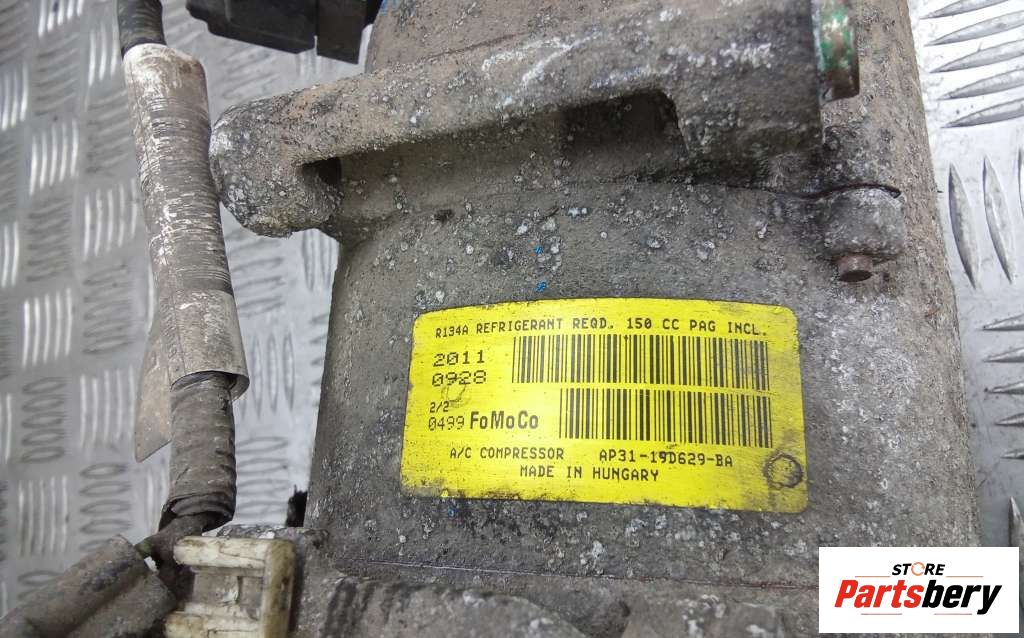 R134A REFRIGERANT REQD. 150 CC PAG INCL.
2011
0928
2/2
0499 FoMoCo
A/C COMPRESSOR AP31-19D629-BA
MADE IN HUNGARY
STORE
Partsbery